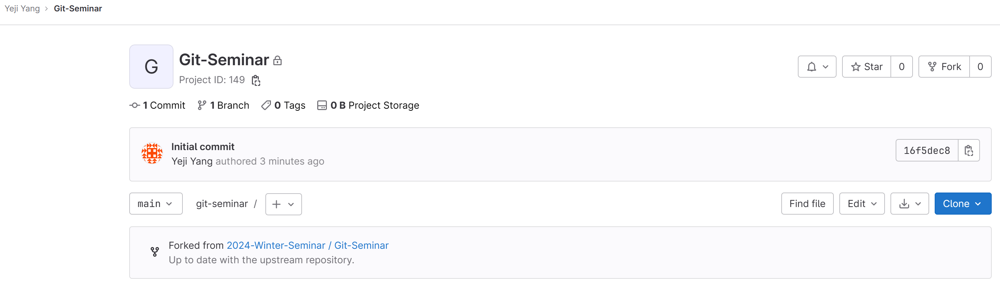 Yeji Yang > Git-Seminar
G
Git-Seminar
Project ID: 149
Star 0
Fork 0
1 Commit 1 Branch 0 Tags 0 B Project Storage
Initial commit
Yeji Yang authored 3 minutes ago
16f5dec8
main git-seminar / + Find file Edit Clone
Forked from 2024-Winter-Seminar / Git-Seminar
Up to date with the upstream repository.